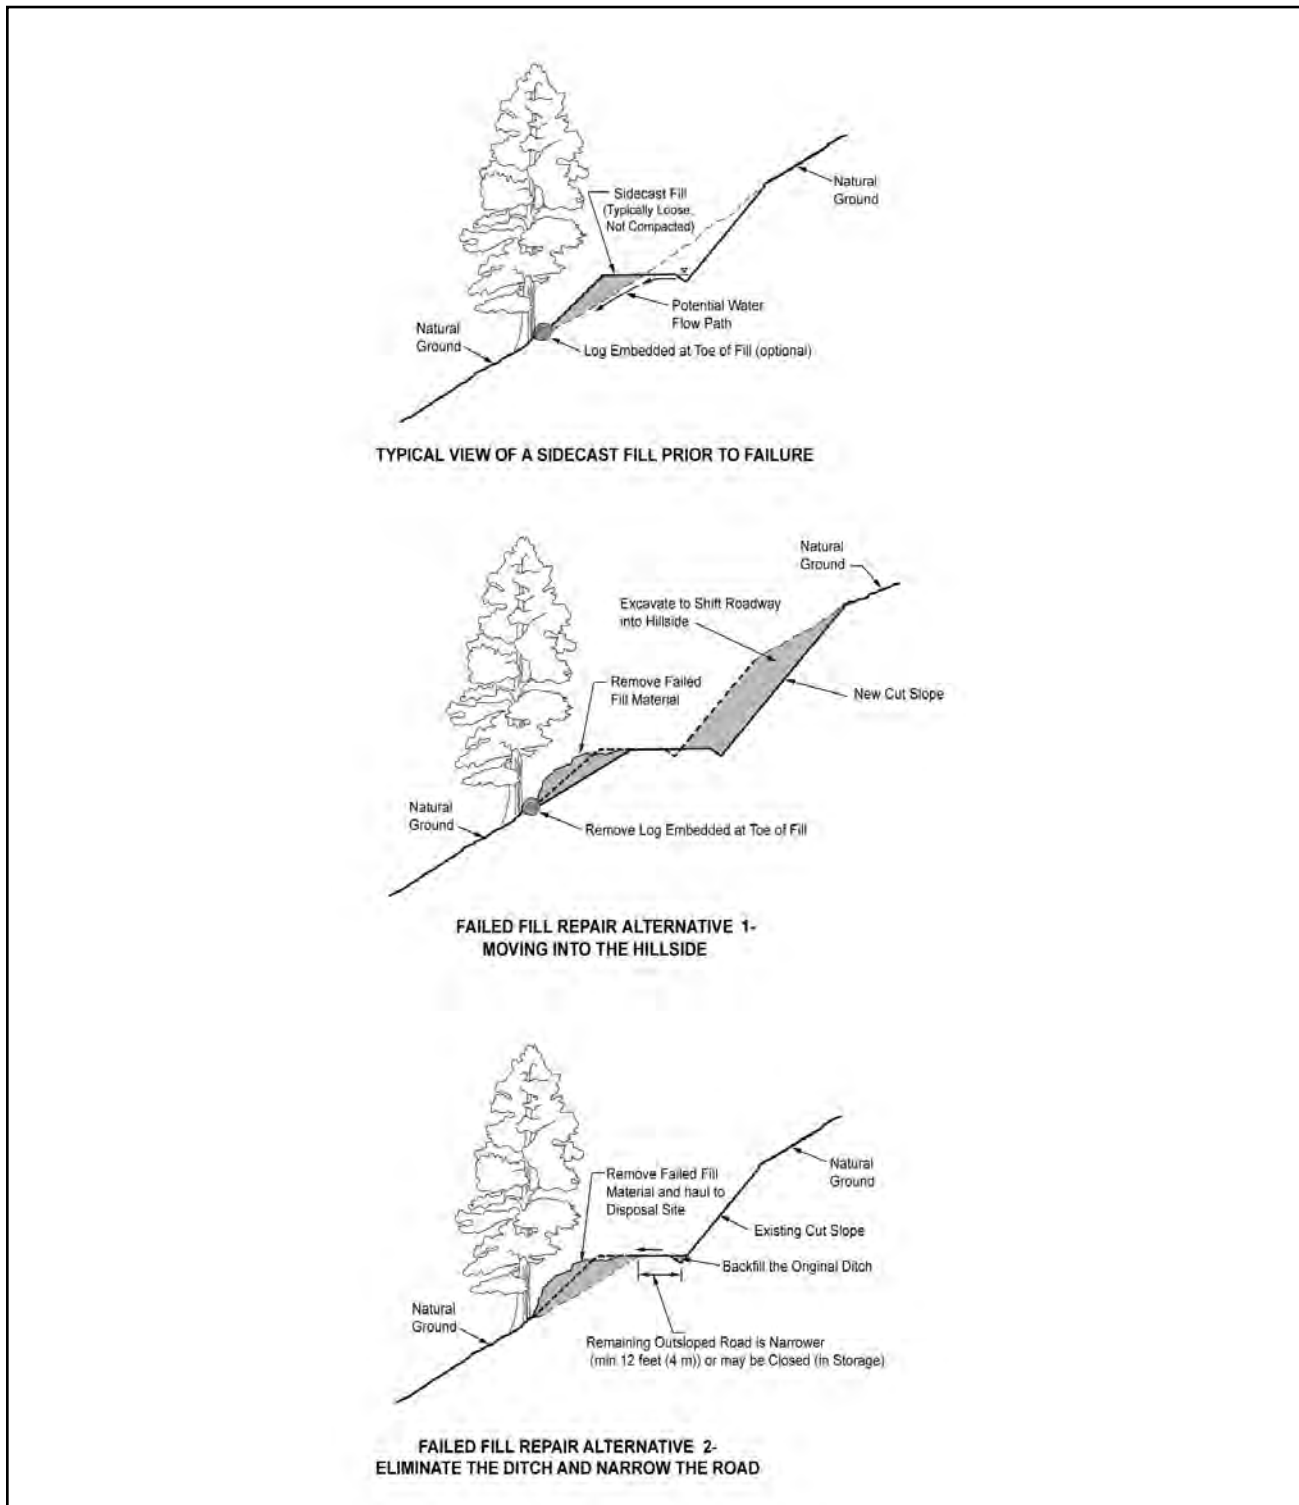 Natural
Ground
Sidecast Fill
(Typically Loose,
Not Compacted)
Potential Water
Flow Path
Natural
Ground
Log Embedded at Toe of Fill (optional)
TYPICAL VIEW OF A SIDECAST FILL PRIOR TO FAILURE
Natural
Ground
Excavate to Shift Roadway
into Hillside
Remove Failed
Fill Material
New Cut Slope
Natural
Ground
Remove Log Embedded at Toe of Fill
FAILED FILL REPAIR ALTERNATIVE 1-
MOVING INTO THE HILLSIDE
Natural
Ground
Remove Failed Fill
Material and haul to
Disposal Site
Existing Cut Slope
Backfill the Original Ditch
Natural
Ground
Remaining Outsloped Road is Narrower
(min 12 feet (4 m)) or may be Closed (in Storage)
FAILED FILL REPAIR ALTERNATIVE 2-
ELIMINATE THE DITCH AND NARROW THE ROAD